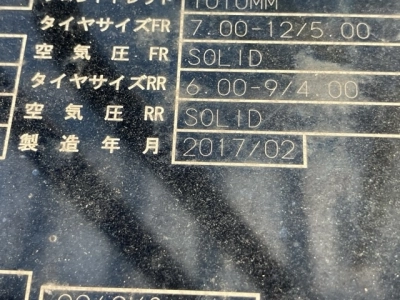 1010MM
タイヤサイズFR 7.00-12/5.00
空気圧 FR SOLID
タイヤサイズRR 6.00-9/4.00
空気圧 RR SOLID
製造年月 2017/02